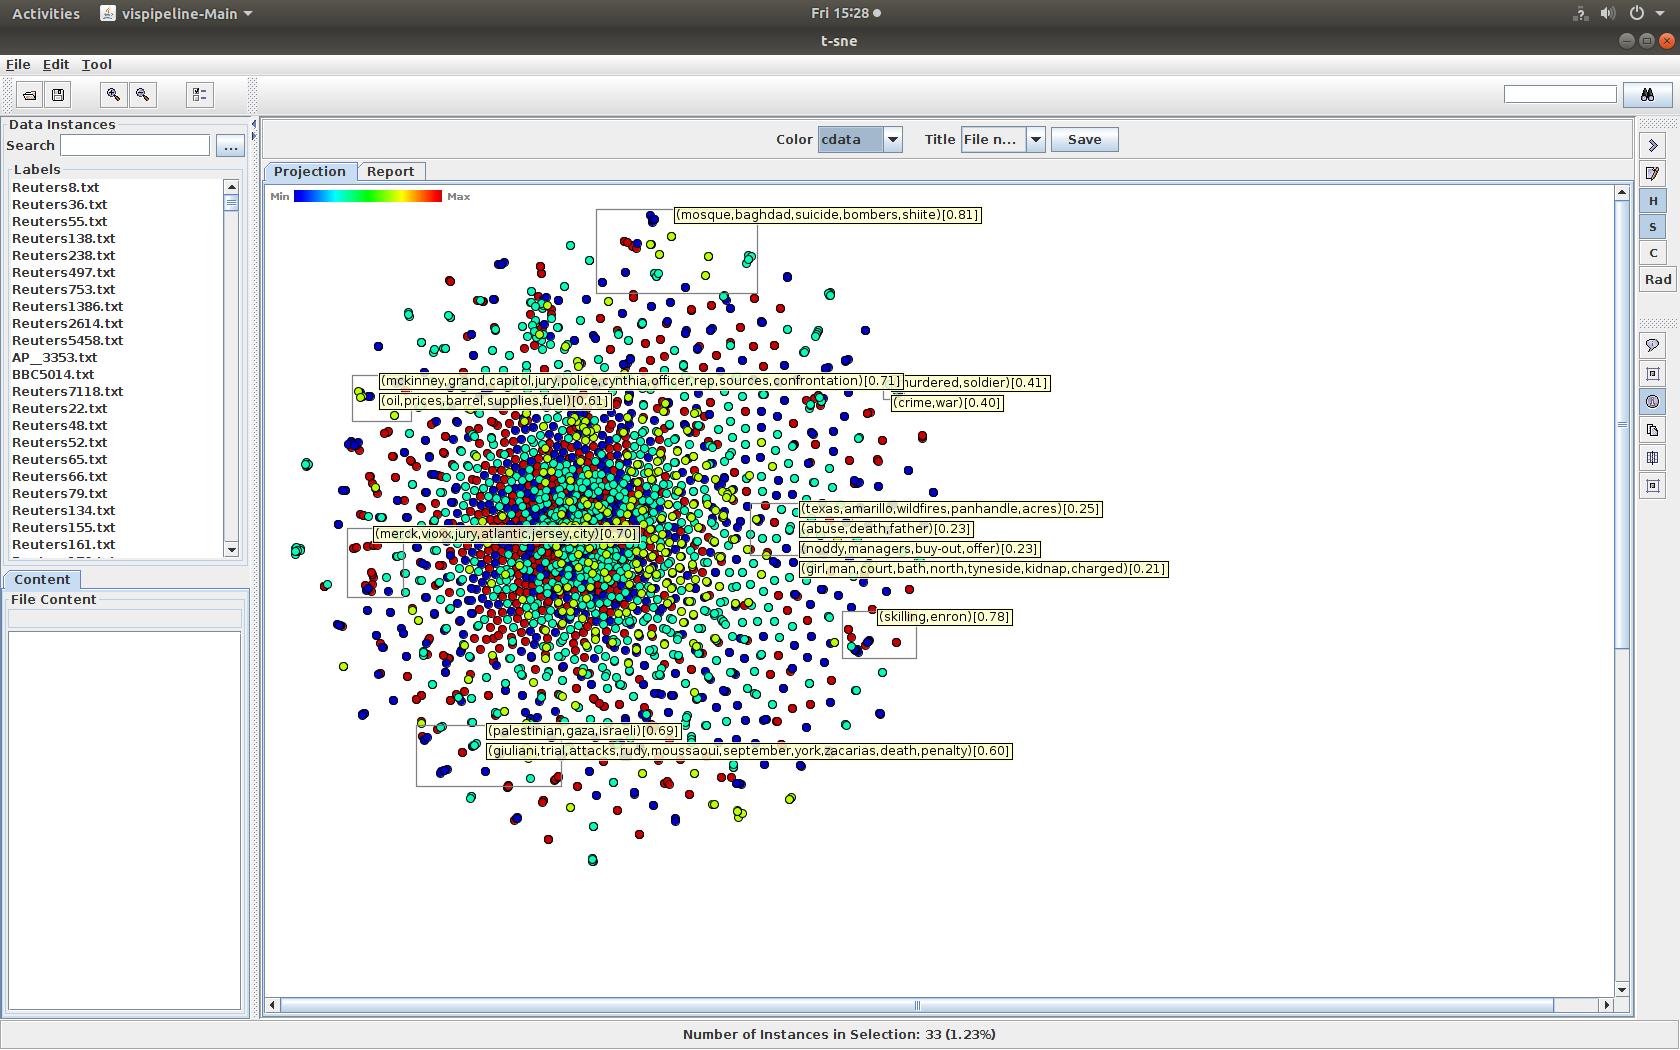 Activities vispipeline-Main Fri 15:28
t-sne
File Edit Tool
Data Instances
Search ...
Labels
Reuters8.txt
Reuters36.txt
Reuters55.txt
Reuters138.txt
Reuters238.txt
Reuters497.txt
Reuters753.txt
Reuters1386.txt
Reuters2614.txt
Reuters5458.txt
AP__3353.txt
BBC5014.txt
Reuters7118.txt
Reuters22.txt
Reuters48.txt
Reuters52.txt
Reuters65.txt
Reuters66.txt
Reuters79.txt
Reuters134.txt
Reuters155.txt
Reuters161.txt
Content
File Content
Color cdata Title File n... Save
Projection Report
Min Max
(mosque,baghdad,suicide,bombers,shiite)[0.81]
(mckinney,grand,capitol,jury,police,cynthia,officer,rep,sources,confrontation)[0.71] murdered,soldier)[0.41]
(oil,prices,barrel,supplies,fuel)[0.61] (crime,war)[0.40]
(texas,amarillo,wildfires,panhandle,acres)[0.25]
(abuse,death,father)[0.23]
(merck,vioxx,jury,atlantic,jersey,city)[0.70]
(noddy,managers,buy-out,offer)[0.23]
(girl,man,court,bath,north,tyneside,kidnap,charged)[0.21]
(skilling,enron)[0.78]
(palestinian,gaza,israeli)[0.69]
(giuliani,trial,attacks,rudy,moussaoui,september,york,zacarias,death,penalty)[0.60]
H
S
C
Rad
Number of Instances in Selection: 33 (1.23%)